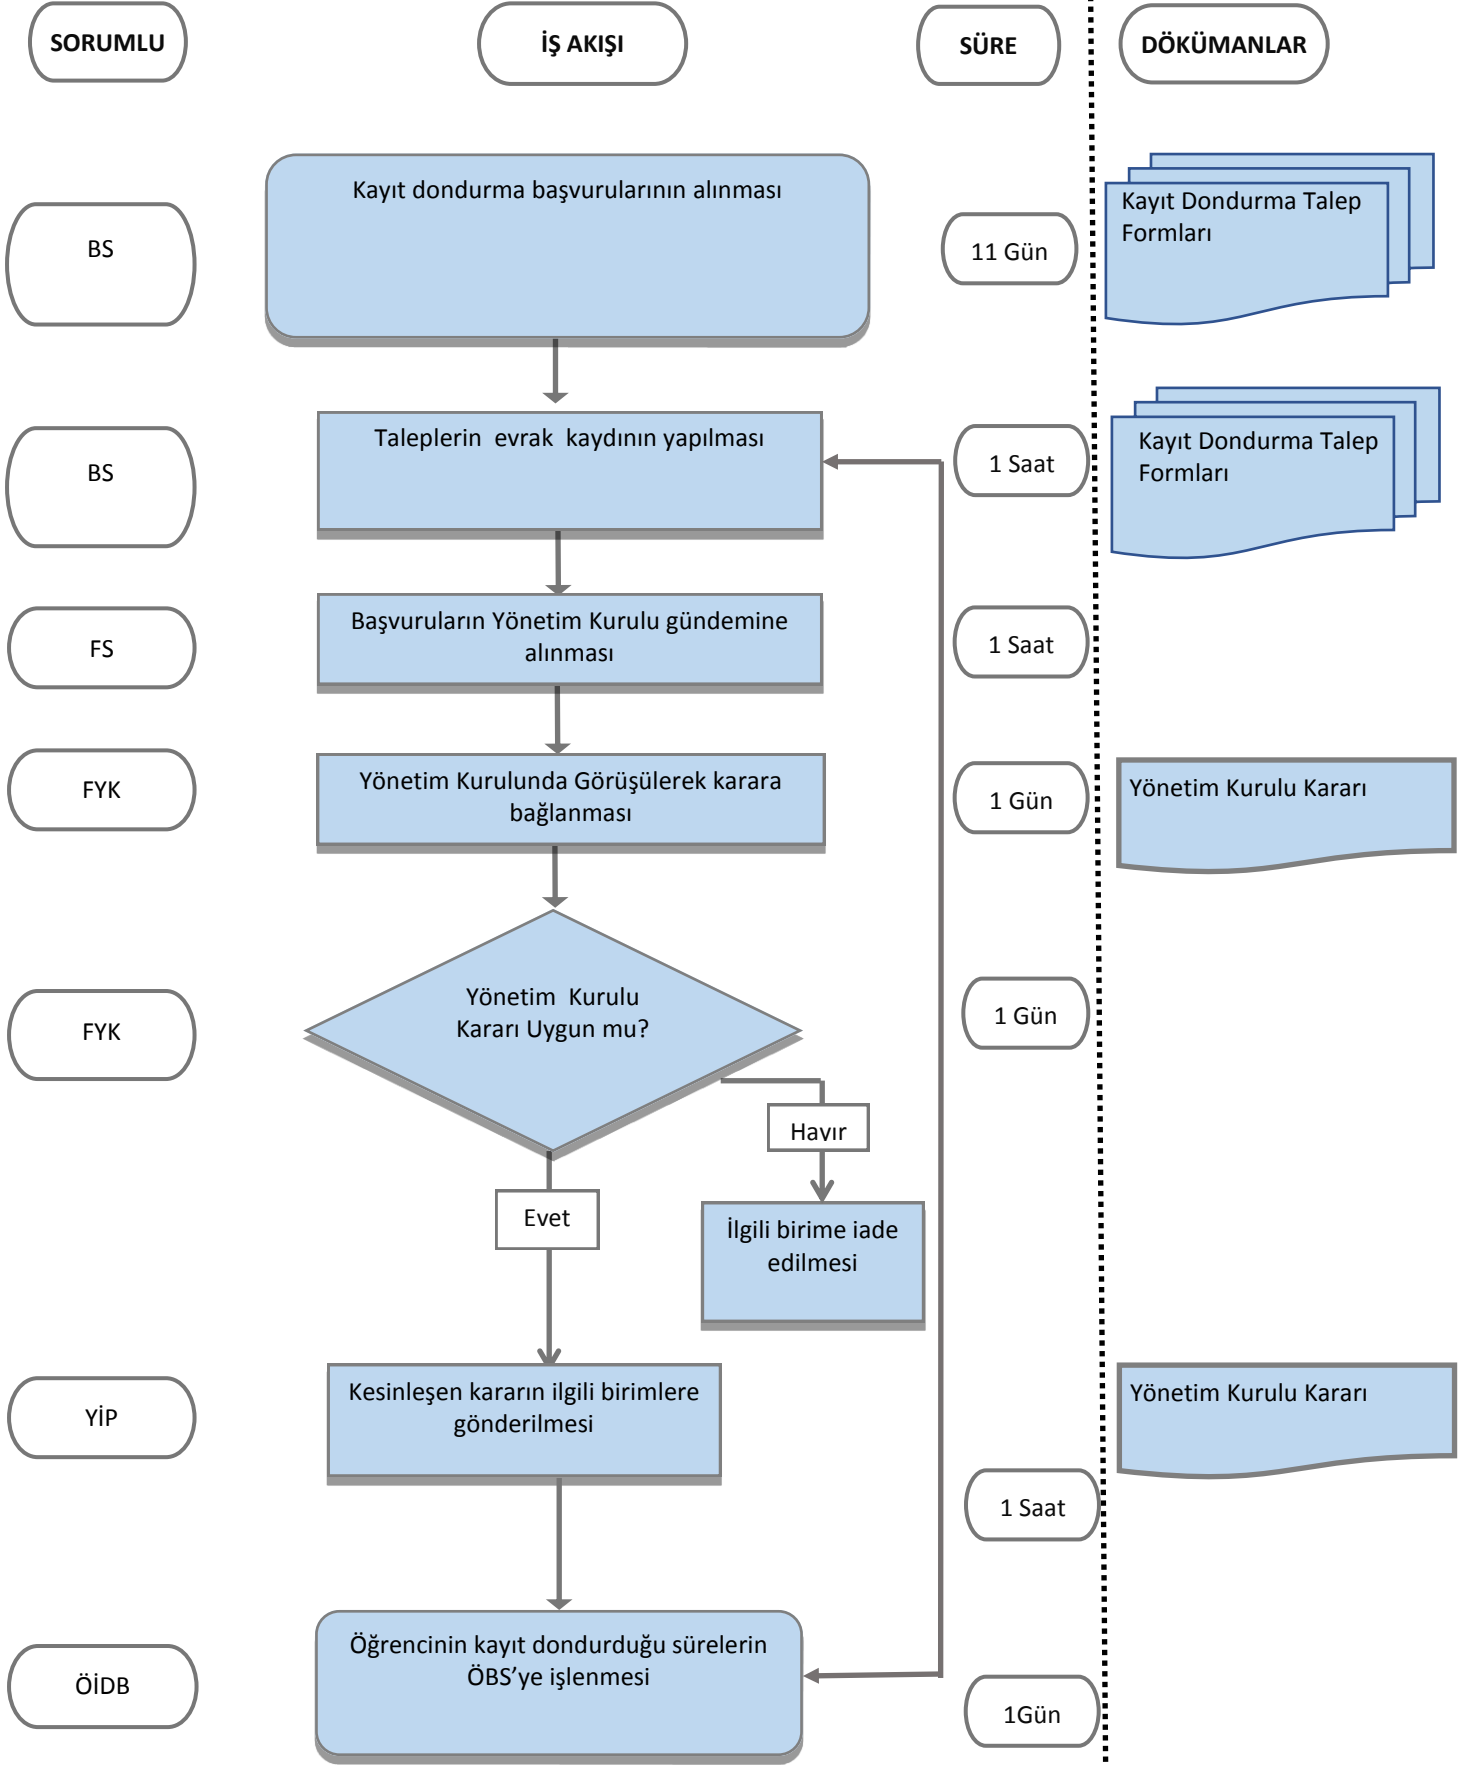 SORUMLU
İŞ AKIŞI
SÜRE
DÖKÜMANLAR
BS
Kayıt dondurma başvurularının alınması
11 Gün
Kayıt Dondurma Talep
Formları
BS
Taleplerin evrak kaydının yapılması
1 Saat
Kayıt Dondurma Talep
Formları
FS
Başvuruların Yönetim Kurulu gündemine
alınması
1 Saat
FYK
Yönetim Kurulunda Görüşülerek karara
bağlanması
1 Gün
Yönetim Kurulu Kararı
FYK
Yönetim Kurulu
Kararı Uygun mu?
1 Gün
Hayır
Evet
İlgili birime iade
edilmesi
YİP
Kesinleşen kararın ilgili birimlere
gönderilmesi
Yönetim Kurulu Kararı
1 Saat
ÖİDB
Öğrencinin kayıt dondurduğu sürelerin
ÖBS'ye işlenmesi
1Gün